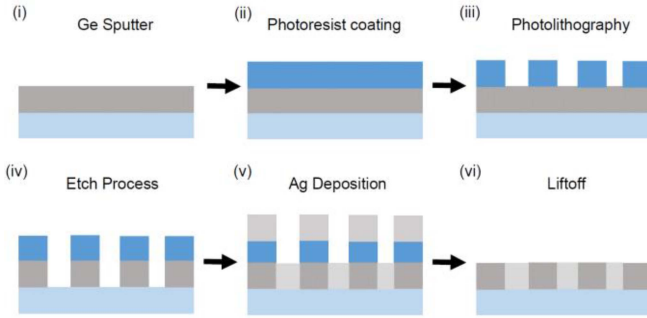 (i) Ge Sputter
(ii) Photoresist coating
(iii) Photolithography
(iv) Etch Process
(v) Ag Deposition
(vi) Liftoff